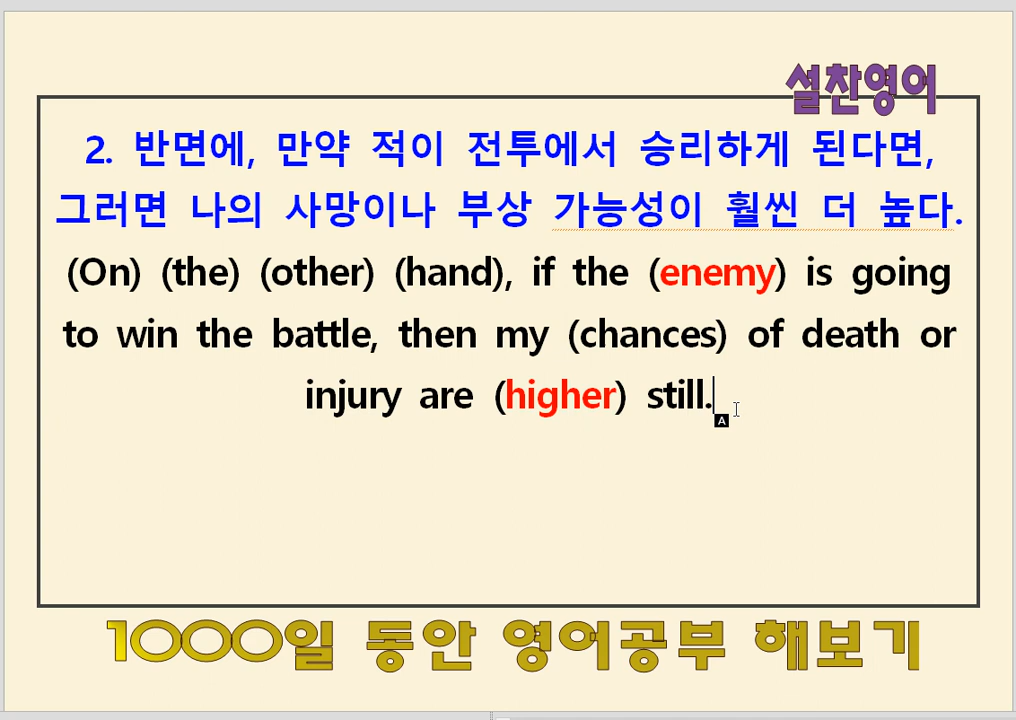 설찬영어
2. 반면에, 만약 적이 전투에서 승리하게 된다면,
그러면 나의 사망이나 부상 가능성이 훨씬 더 높다.
(On) (the) (other) (hand), if the (enemy) is going
to win the battle, then my (chances) of death or
injury are (higher) still.
A
1000일 동안 영어공부 해보기